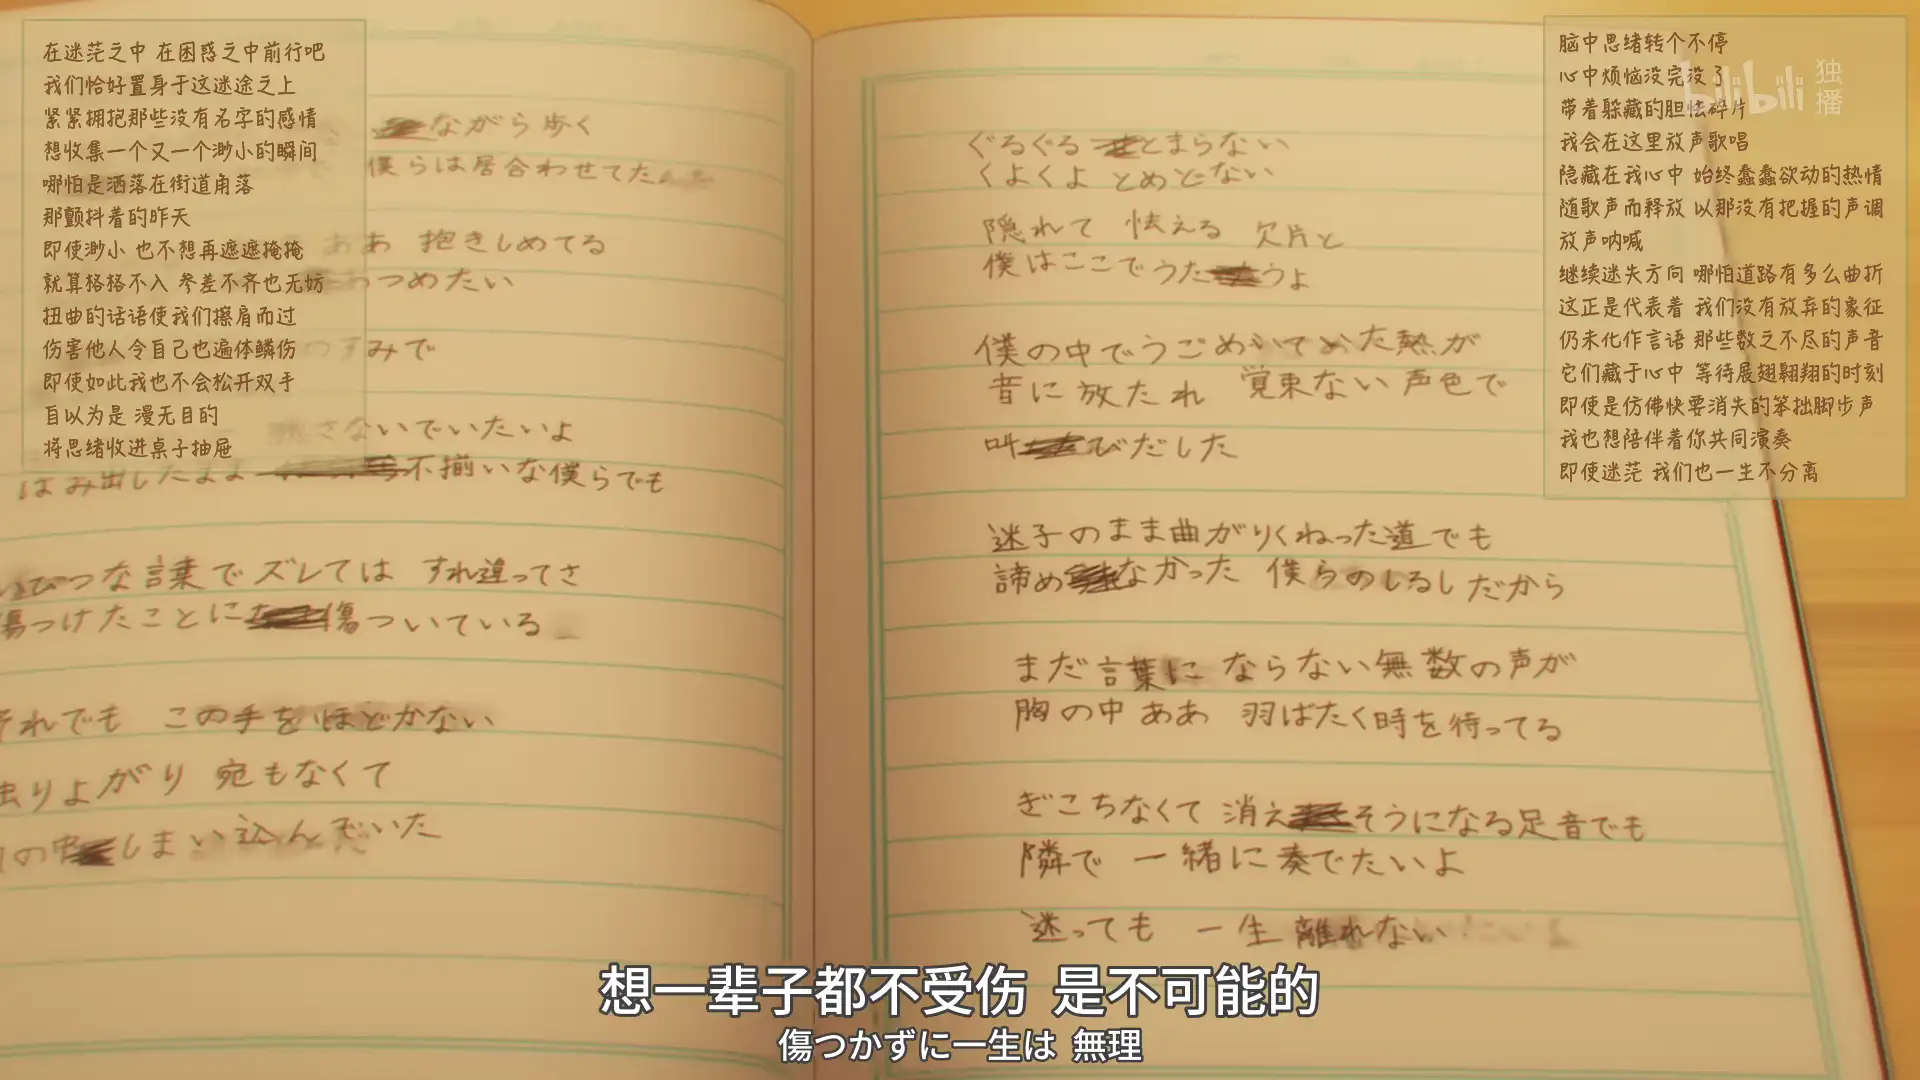 在迷茫之中 在困惑之中前行吧
我们恰好置身于这迷途之上
紧紧拥抱那些没有名字的感情
想收集一个又一个渺小的瞬间
哪怕是洒落在街道角落
那颤抖着的昨天
即使渺小 也不想再遮遮掩掩
就算格格不入 参差不齐也无妨
扭曲的话语使我们擦肩而过
伤害他人令自己也遍体鳞伤
即使如此我也不会松开双手
自以为是 漫无目的
将思绪收进桌子抽屉
ながら歩く
僕らは居合わせてた
ああ 抱きしめてる
あつめたい
のすみで
さないでいたいよ
はみ出したまま 不揃いな僕らでも
いびつな言葉でズレては すれ違ってさ
傷つけたことに傷ついている
それでも この手をほどかない
独りよがり 宛もなくて
の中しまい込んでいた
ぐるぐる とまらない
くよくよ とめどない
隠れて 怯える 欠片と
僕はここでうたうよ
僕の中でうごめいてた熱が
音に放たれ 覚束ない声色で
叫びだした
迷子のまま曲がりくねった道でも
諦めなかった 僕らのしるしだから
まだ言葉に ならない無数の声が
胸の中 ああ 羽ばたく時を待ってる
ぎこちなくて 消えそうになる足音でも
隣で 一緒に奏でたいよ
迷っても 一生 離れない
脑中思绪转个不停
心中烦恼没完没了
带着躲藏的胆怯碎片
我会在这里放声歌唱
隐藏在我心中 始终蠢蠢欲动的热情
随歌声而释放 以那没有把握的声调
放声呐喊
继续迷失方向 哪怕道路有多么曲折
这正是代表着 我们没有放弃的象征
仍未化作言语 那些数之不尽的声音
它们藏于心中 等待展翅翱翔的时刻
即使是仿佛快要消失的笨拙脚步声
我也想陪伴着你共同演奏
即使迷茫 我们也一生不分离
bilibili 独播
想一辈子都不受伤 是不可能的
傷つかずに一生は 無理